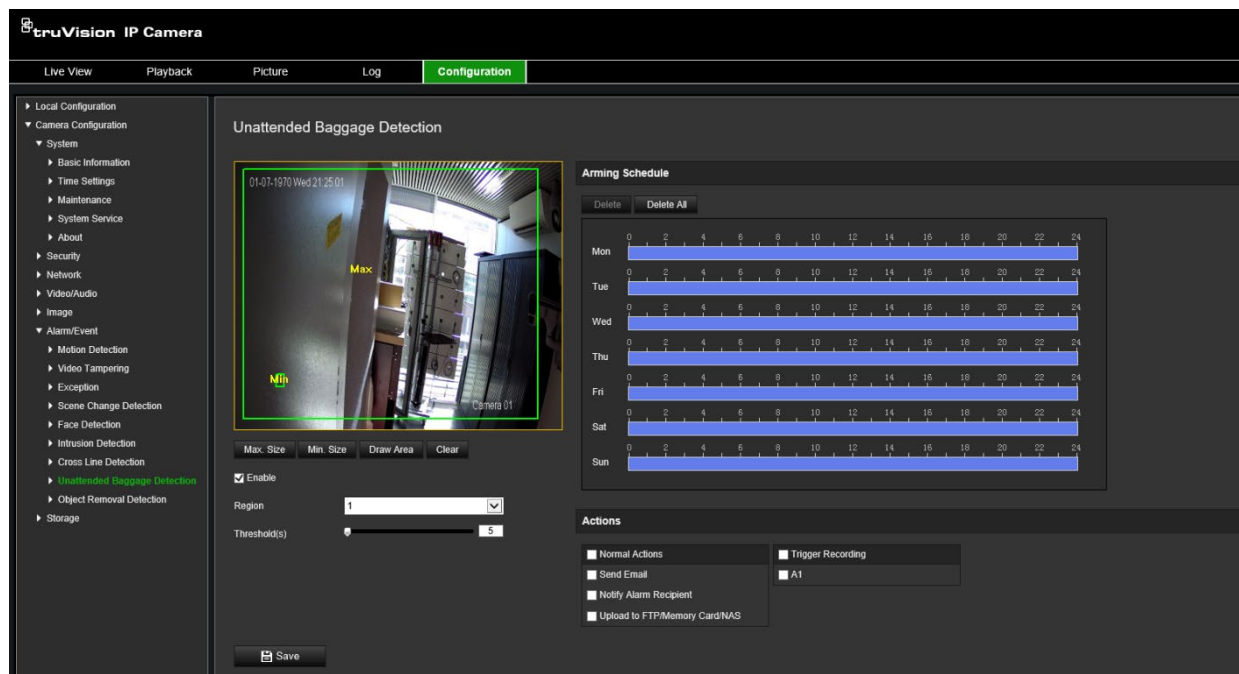 truVision IP Camera
Live View Playback Picture Log Configuration
Local Configuration
Camera Configuration
System
Basic Information
Time Settings
Maintenance
System Service
About
Security
Network
Video/Audio
Image
Alarm/Event
Motion Detection
Video Tampering
Exception
Scene Change Detection
Face Detection
Intrusion Detection
Cross Line Detection
Unattended Baggage Detection
Object Removal Detection
Storage
Unattended Baggage Detection
01-07-1970 Wed 21:25:01
Max
Min
Camera 01
Max. Size Min. Size Draw Area Clear
Enable
Region 1
Threshold(s) 5
Save
Arming Schedule
Delete Delete All
0 2 4 6 8 10 12 14 16 18 20 22 24
Mon
0 2 4 6 8 10 12 14 16 18 20 22 24
Tue
0 2 4 6 8 10 12 14 16 18 20 22 24
Wed
0 2 4 6 8 10 12 14 16 18 20 22 24
Thu
0 2 4 6 8 10 12 14 16 18 20 22 24
Fri
0 2 4 6 8 10 12 14 16 18 20 22 24
Sat
0 2 4 6 8 10 12 14 16 18 20 22 24
Sun
Actions
Normal Actions Trigger Recording
Send Email A1
Notify Alarm Recipient
Upload to FTP/Memory Card/NAS